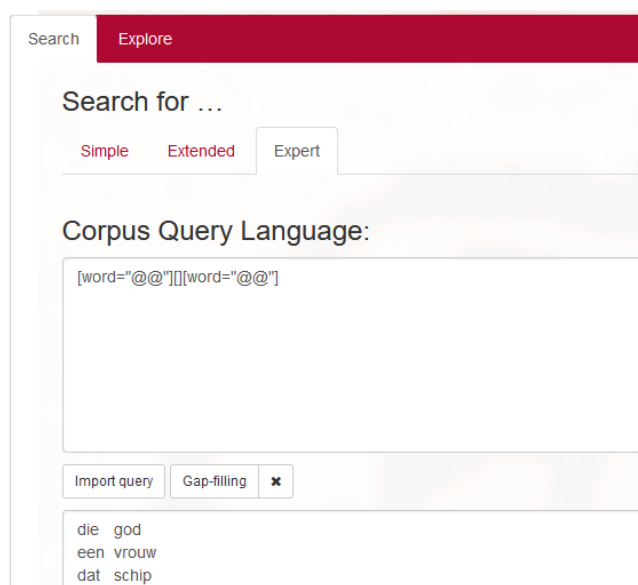 Search Explore
Search for ...
Simple Extended Expert
Corpus Query Language:
[word="@@"][][word="@@"]
Import query Gap-filling ✖
die god
een vrouw
dat schip